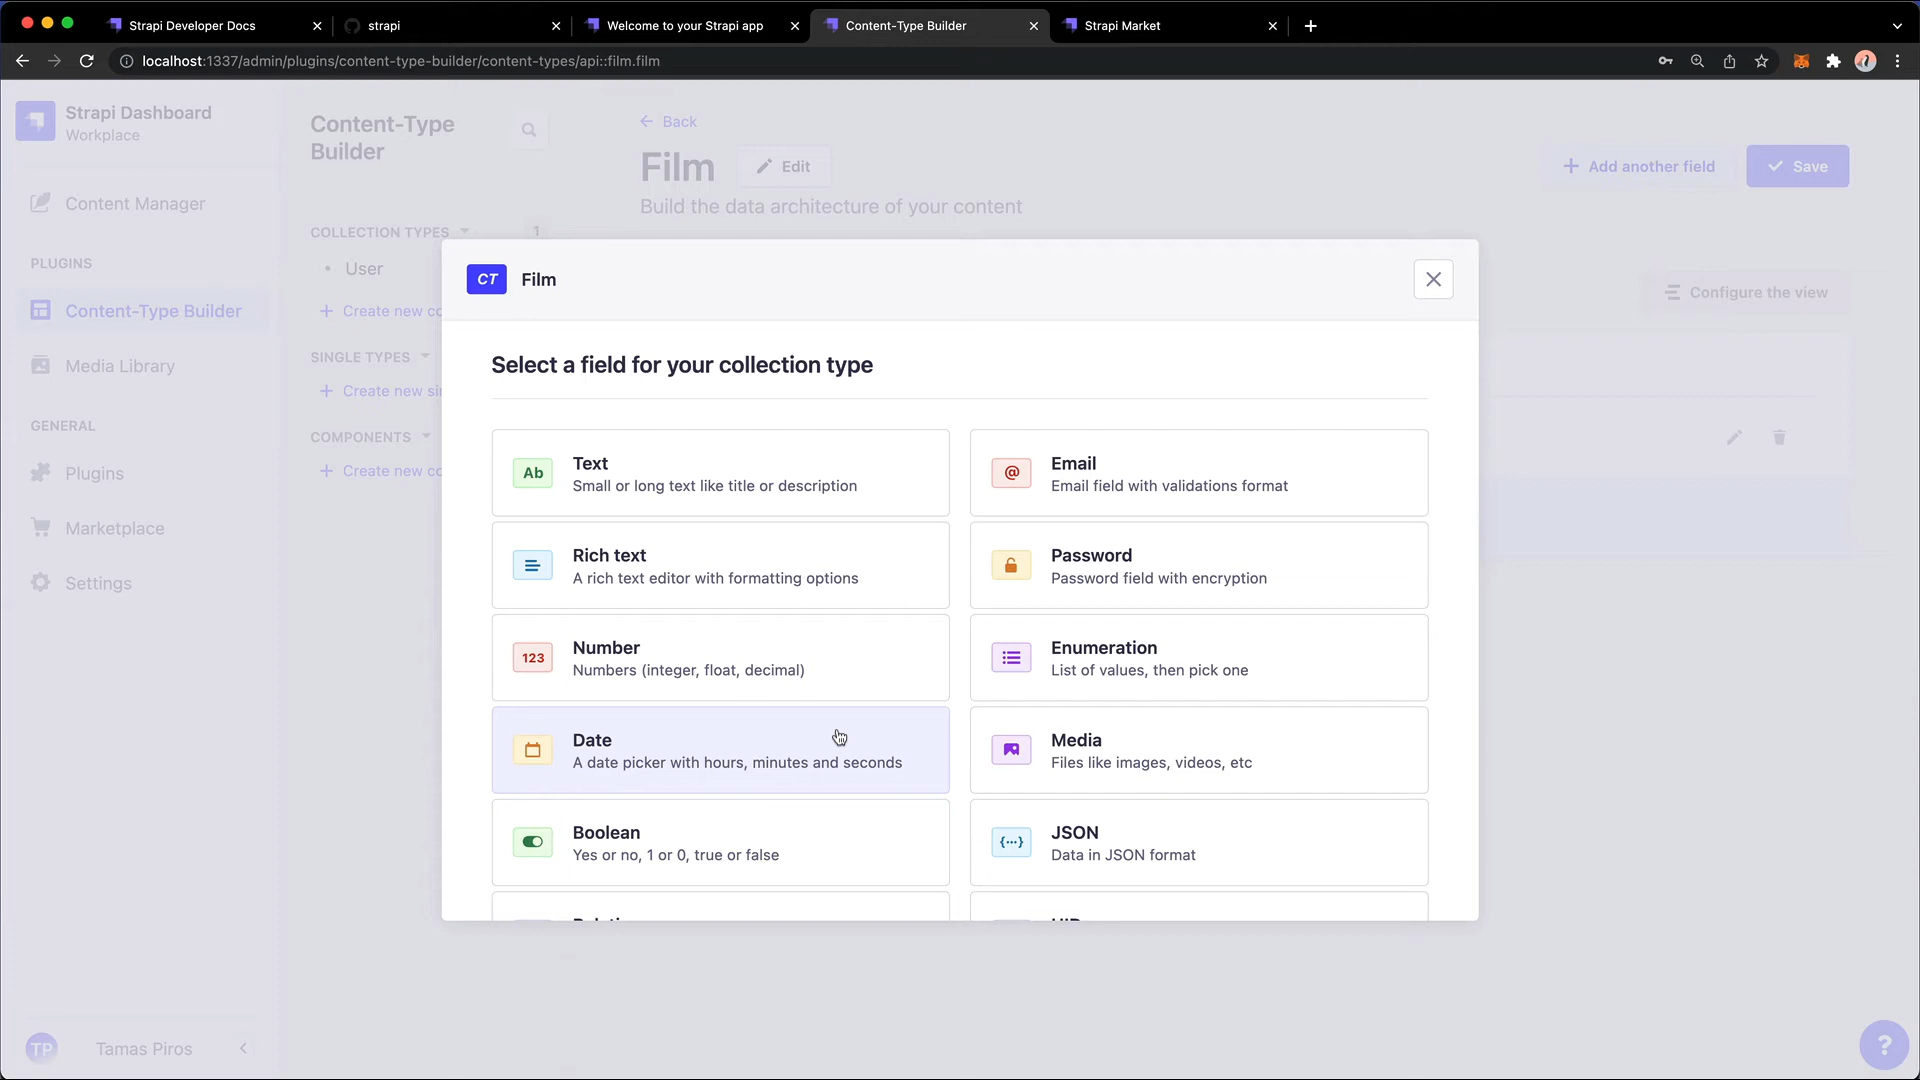 Strapi Developer Docs
strapi
Welcome to your Strapi app
Content-Type Builder
Strapi Market
localhost:1337/admin/plugins/content-type-builder/content-types/api::film.film
Strapi Dashboard
Workplace
Content Manager
PLUGINS
Content-Type Builder
Media Library
GENERAL
Plugins
Marketplace
Settings
TP
Tamas Piros
Content-Type
Builder
COLLECTION TYPES
1
User
Create new co
SINGLE TYPES
Create new si
COMPONENTS
Create new co
Back
Film
Edit
Add another field
Save
Build the data architecture of your content
Configure the view
CT
Film
Select a field for your collection type
Ab
Text
Small or long text like title or description
@
Email
Email field with validations format
Rich text
A rich text editor with formatting options
Password
Password field with encryption
123
Number
Numbers (integer, float, decimal)
Enumeration
List of values, then pick one
Date
A date picker with hours, minutes and seconds
Media
Files like images, videos, etc
Boolean
Yes or no, 1 or 0, true or false
{...}
JSON
Data in JSON format
?